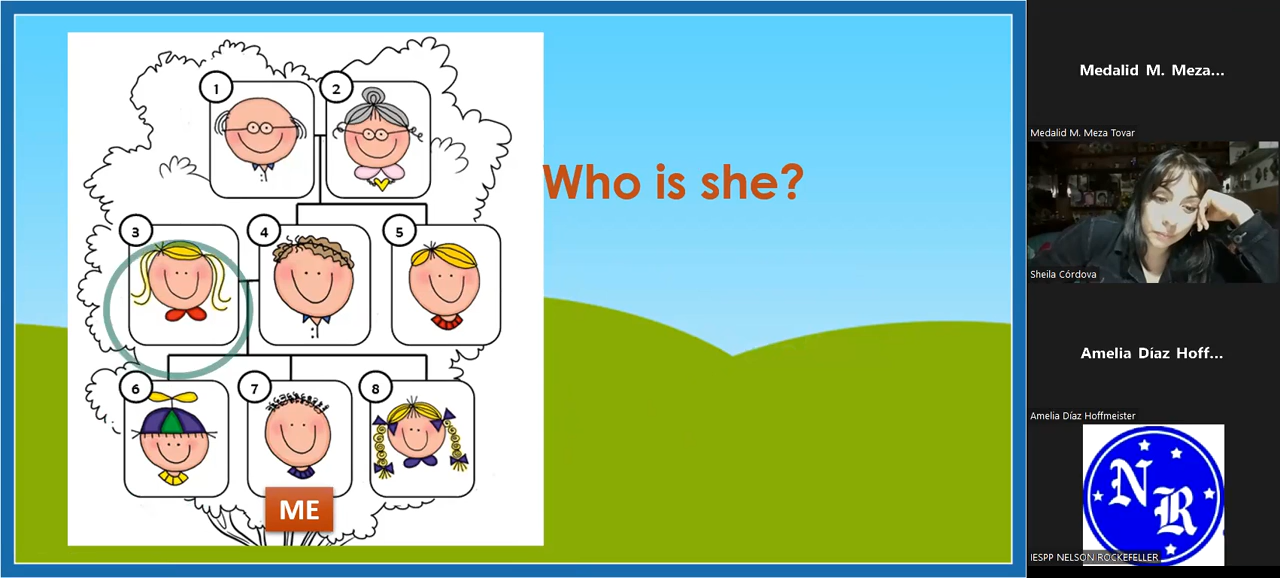 1
2
Who is she?
3
4
5
6
7
8
ME
Medalid M. Meza...
Medalid M. Meza Tovar
Sheila Córdova
Amelia Díaz Hoff...
Amelia Díaz Hoffmeister
N
R
IESPP NELSON ROCKEFELLER